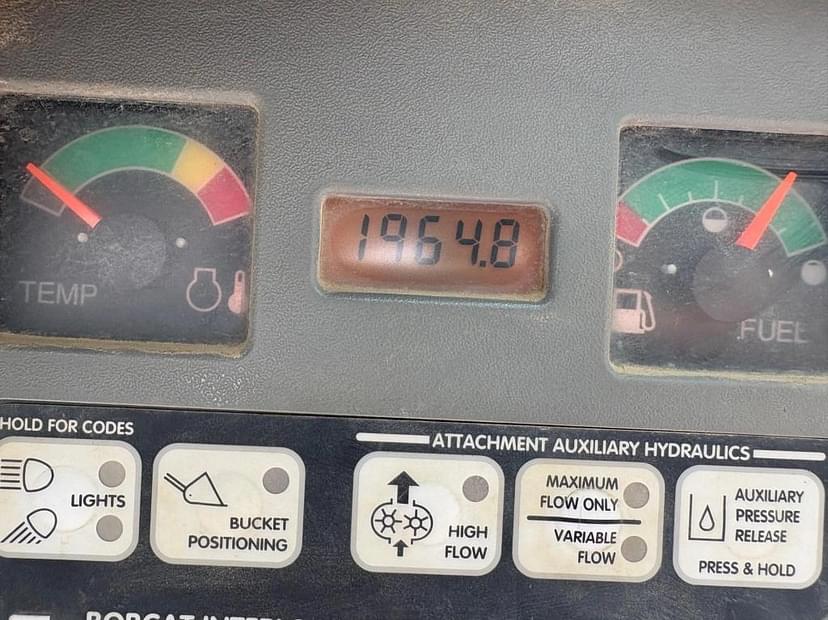 1964.8
TEMP
FUEL
HOLD FOR CODES
ATTACHMENT AUXILIARY HYDRAULICS
LIGHTS
BUCKET
POSITIONING
HIGH
FLOW
MAXIMUM
FLOW ONLY
VARIABLE
FLOW
AUXILIARY
PRESSURE
RELEASE
PRESS & HOLD